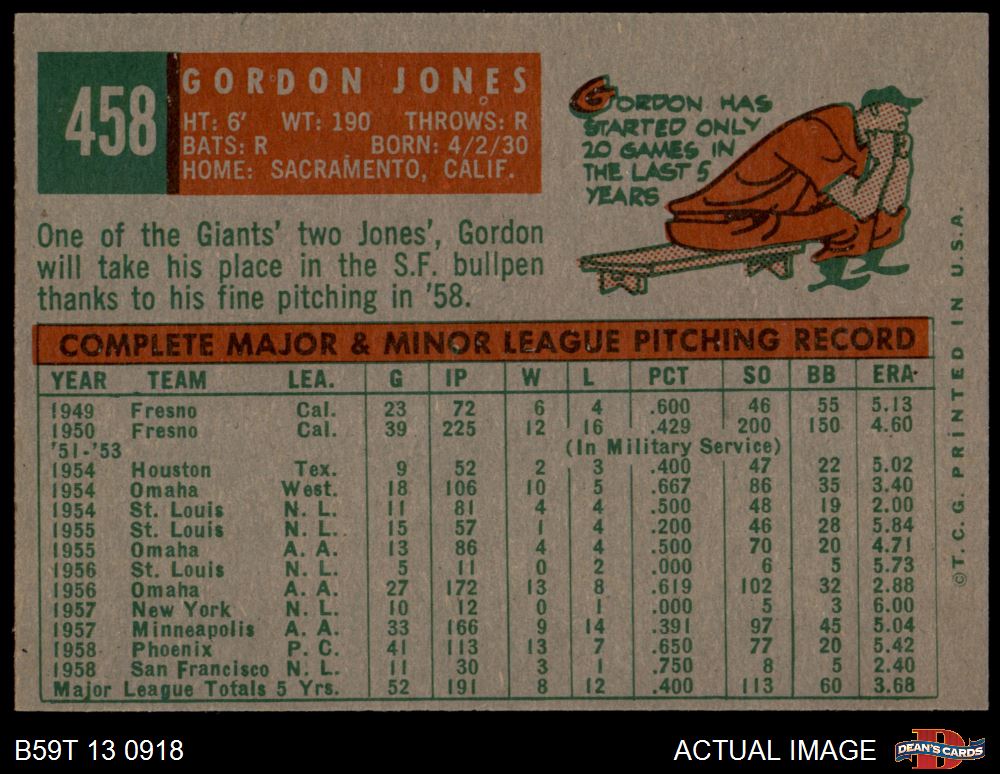 458
GORDON JONES
HT: 6' WT: 190 THROWS: R
BATS: R BORN: 4/2/30
HOME: SACRAMENTO, CALIF.
GORDON HAS
STARTED ONLY
20 GAMES IN
THE LAST 5
YEARS
One of the Giants' two Jones', Gordon
will take his place in the S.F. bullpen
thanks to his fine pitching in '58.
COMPLETE MAJOR & MINOR LEAGUE PITCHING RECORD
YEAR TEAM LEA. G IP W L PCT SO BB ERA
1949 Fresno Cal. 23 72 6 4 .600 46 55 5.13
1950 Fresno Cal. 39 225 12 16 .429 200 150 4.60
'51-'53 (In Military Service)
1954 Houston Tex. 9 52 2 3 .400 47 22 5.02
1954 Omaha West. 18 106 10 5 .667 86 35 3.40
1954 St. Louis N. L. 11 81 4 4 .500 48 19 2.00
1955 St. Louis N. L. 15 57 1 4 .200 46 28 5.84
1955 Omaha A. A. 13 86 4 4 .500 70 20 4.71
1956 St. Louis N. L. 5 11 0 2 .000 6 5 5.73
1956 Omaha A. A. 27 172 13 8 .619 102 32 2.88
1957 New York N. L. 10 12 0 1 .000 5 3 6.00
1957 Minneapolis A. A. 33 166 9 14 .391 97 45 5.04
1958 Phoenix P. C. 41 113 13 7 .650 77 20 5.42
1958 San Francisco N. L. 11 30 3 1 .750 8 5 2.40
Major League Totals 5 Yrs. 52 191 8 12 .400 113 60 3.68
©T. C. G. PRINTED IN U.S.A.
B59T 13 0918
ACTUAL IMAGE
D
DEAN'S CARDS